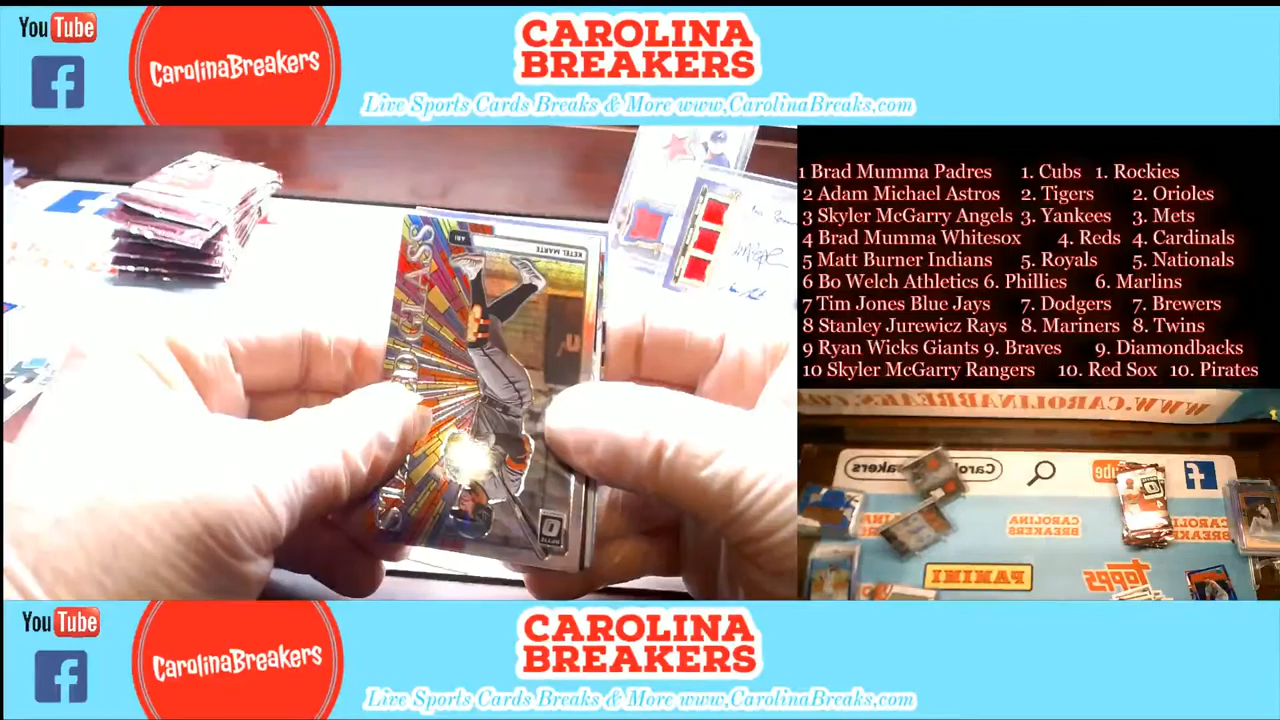 YouTube
CarolinaBreakers
CAROLINA
BREAKERS
Live Sports Cards Breaks & More www.CarolinaBreaks.com
1 Brad Mumma Padres 1. Cubs 1. Rockies
2 Adam Michael Astros 2. Tigers 2. Orioles
3 Skyler McGarry Angels 3. Yankees 3. Mets
4 Brad Mumma Whitesox 4. Reds 4. Cardinals
5 Matt Burner Indians 5. Royals 5. Nationals
6 Bo Welch Athletics 6. Phillies 6. Marlins
7 Tim Jones Blue Jays 7. Dodgers 7. Brewers
8 Stanley Jurewicz Rays 8. Mariners 8. Twins
9 Ryan Wicks Giants 9. Braves 9. Diamondbacks
10 Skyler McGarry Rangers 10. Red Sox 10. Pirates
KETEL MARTE
ARI
OPTIC
WWW.CAROLINABREAKS.COM
YouTube
CAROLINA
BREAKERS
CAROLINA
BREAKERS
PANINI
Topps
YouTube
CarolinaBreakers
CAROLINA
BREAKERS
Live Sports Cards Breaks & More www.CarolinaBreaks.com